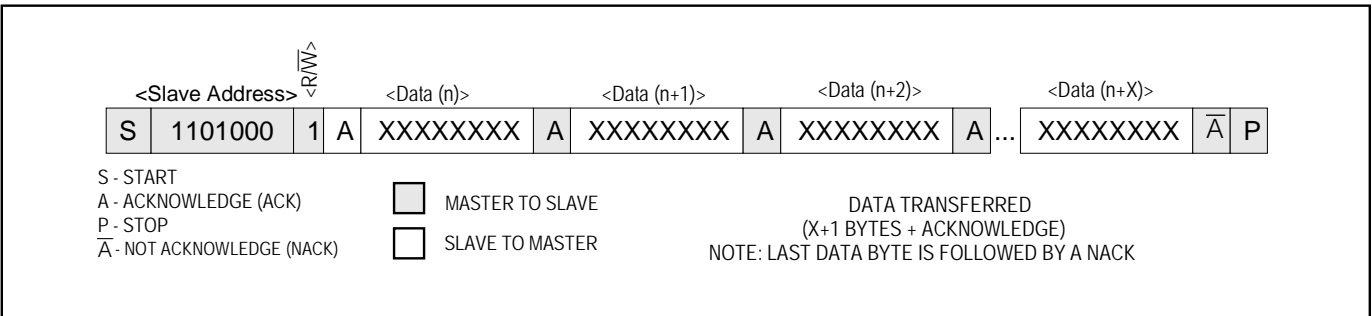 <R/W̅>
<Slave Address> <Data (n)> <Data (n+1)> <Data (n+2)> <Data (n+X)>
S 1101000 1 A XXXXXXXX A XXXXXXXX A XXXXXXXX A ... XXXXXXXX A̅ P
S - START
A - ACKNOWLEDGE (ACK)
P - STOP
A̅ - NOT ACKNOWLEDGE (NACK)
MASTER TO SLAVE
SLAVE TO MASTER
DATA TRANSFERRED
(X+1 BYTES + ACKNOWLEDGE)
NOTE: LAST DATA BYTE IS FOLLOWED BY A NACK